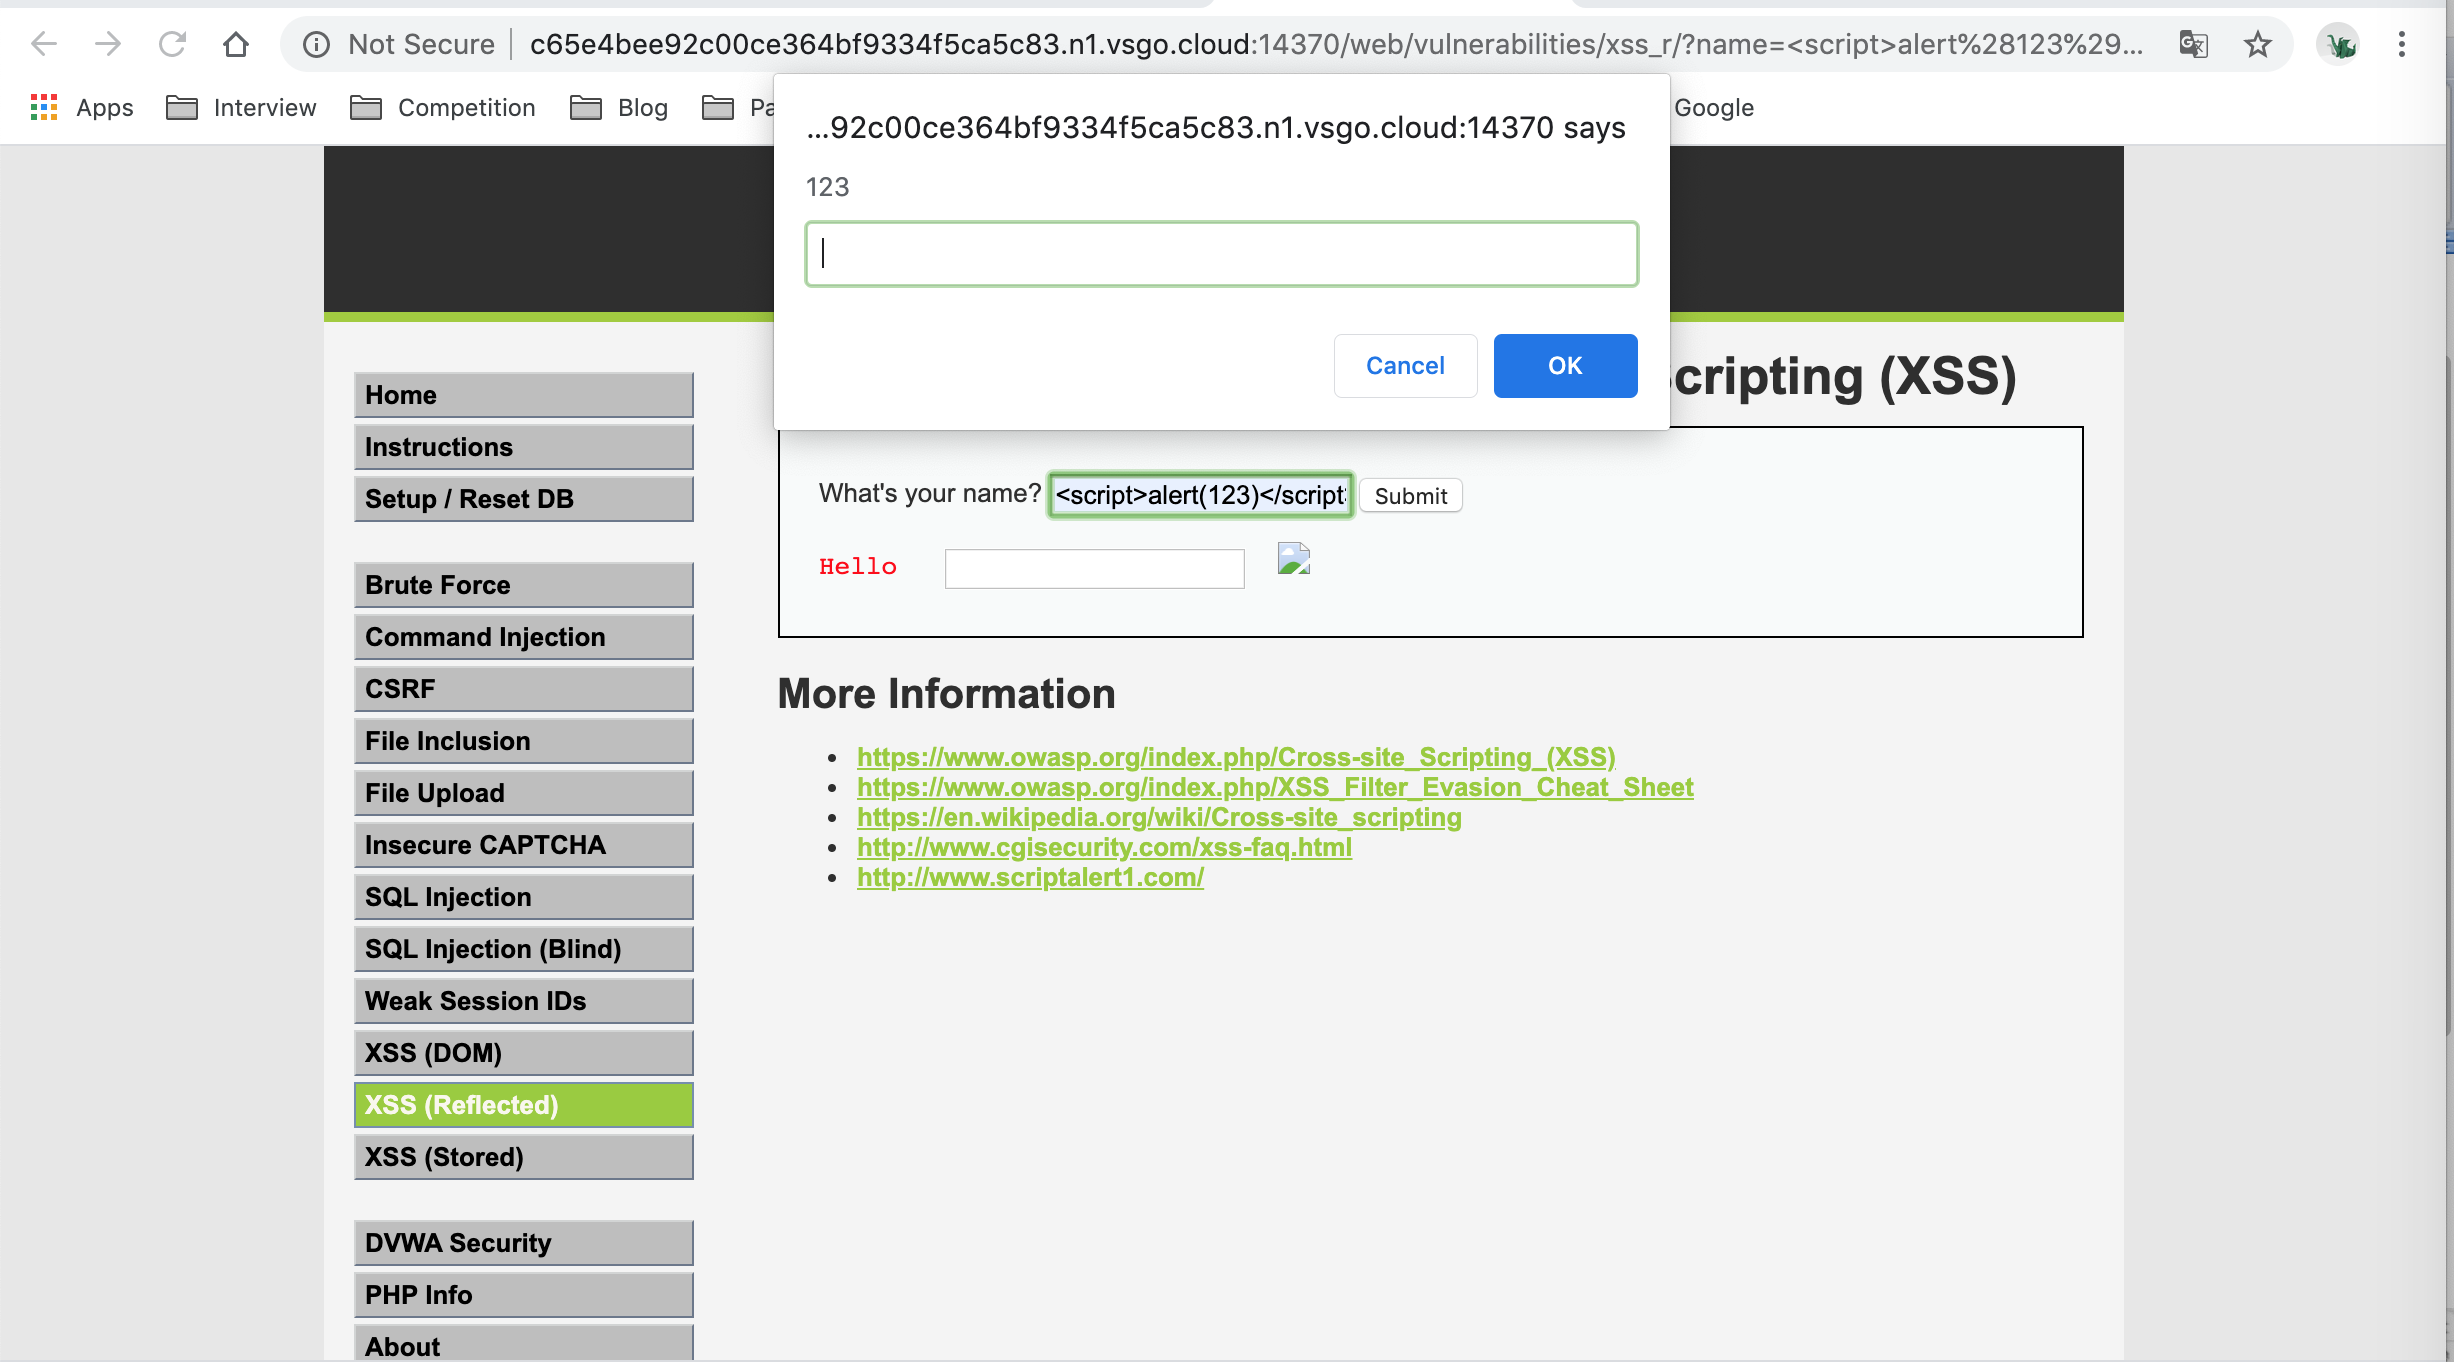 Not Secure c65e4bee92c00ce364bf9334f5ca5c83.n1.vsgo.cloud:14370/web/vulnerabilities/xss_r/?name=<script>alert%28123%29...
Apps Interview Competition Blog Google
...92c00ce364bf9334f5ca5c83.n1.vsgo.cloud:14370 says
123
Cancel OK
cripting (XSS)
Home
Instructions
Setup / Reset DB
Brute Force
Command Injection
CSRF
File Inclusion
File Upload
Insecure CAPTCHA
SQL Injection
SQL Injection (Blind)
Weak Session IDs
XSS (DOM)
XSS (Reflected)
XSS (Stored)
DVWA Security
PHP Info
About
What's your name? <script>alert(123)</script Submit
Hello
More Information
https://www.owasp.org/index.php/Cross-site_Scripting_(XSS)
https://www.owasp.org/index.php/XSS_Filter_Evasion_Cheat_Sheet
https://en.wikipedia.org/wiki/Cross-site_scripting
http://www.cgisecurity.com/xss-faq.html
http://www.scriptalert1.com/